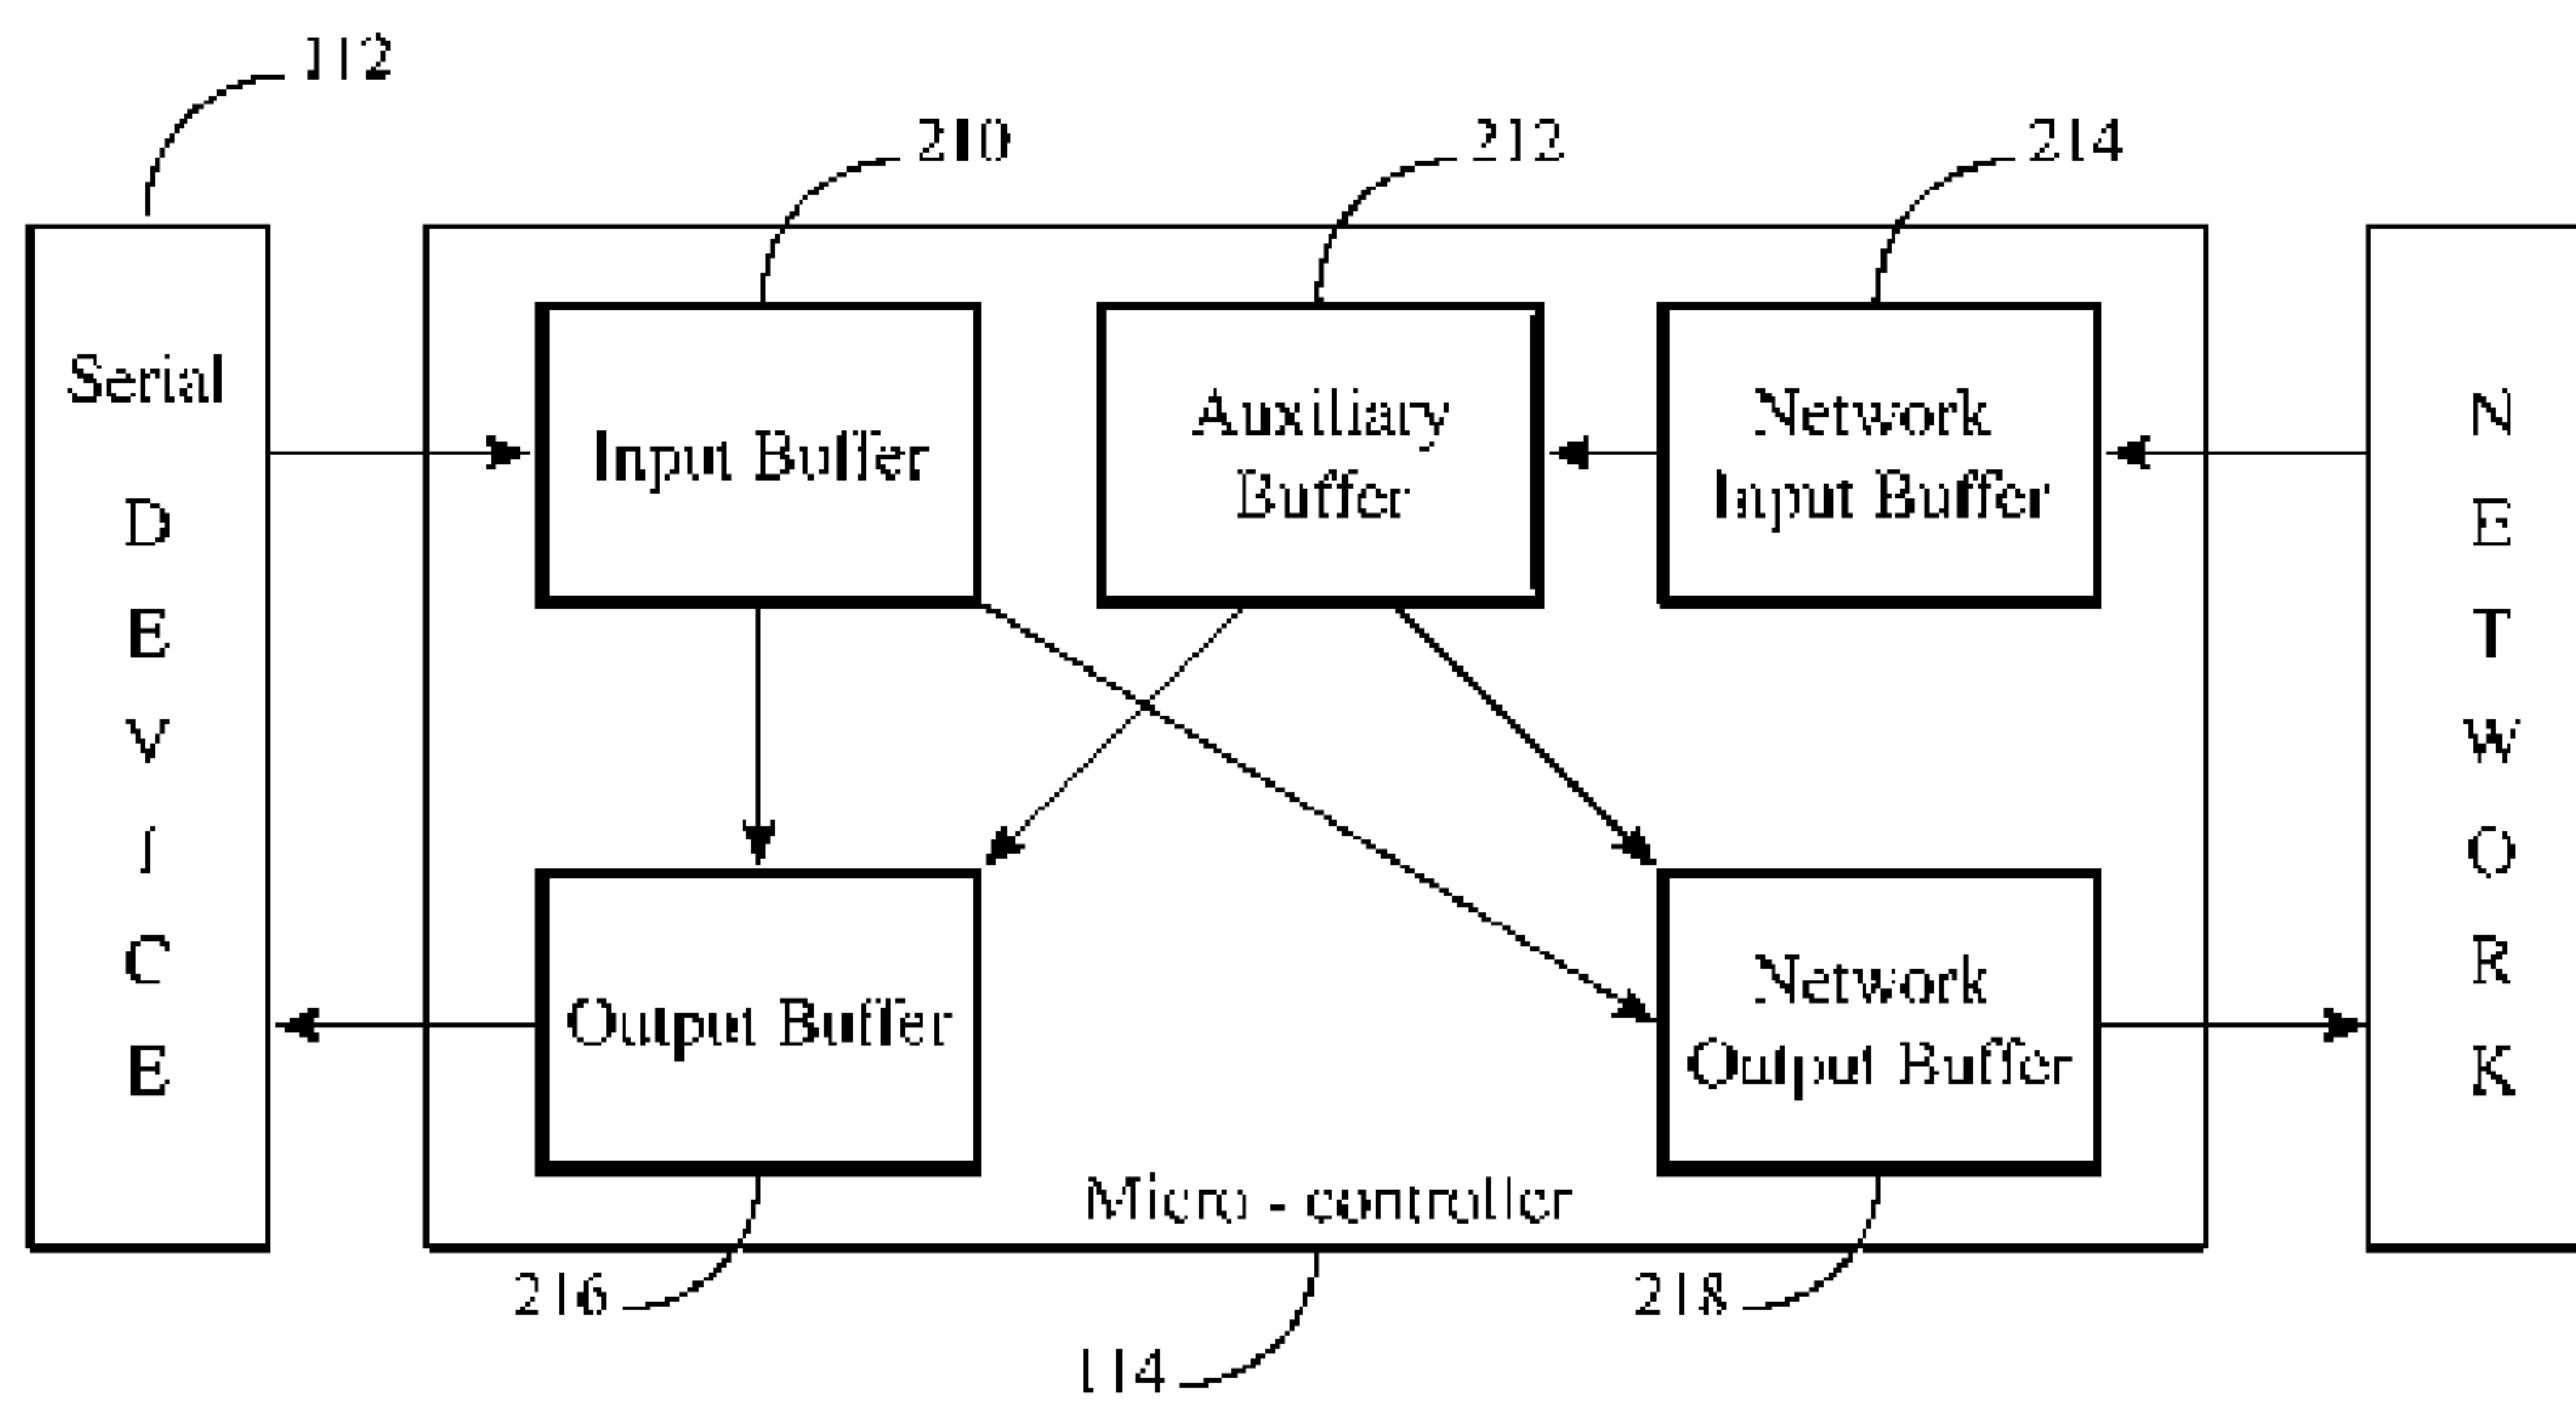 112
210
212
214
Serial
D
E
V
I
C
E
Input Buffer
Auxiliary
Buffer
Network
Input Buffer
N
E
T
W
O
R
K
Output Buffer
Network
Output Buffer
Micro - controller
216
218
114